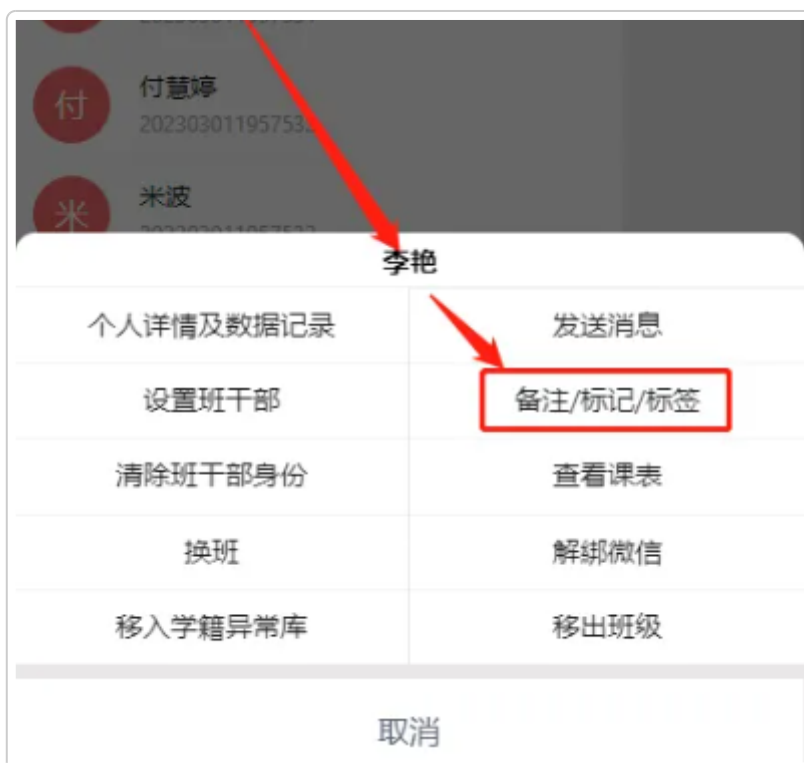 付
付慧婷
米
米波
李艳
个人详情及数据记录
发送消息
设置班干部
备注/标记/标签
清除班干部身份
查看课表
换班
解绑微信
移入学籍异常库
移出班级
取消